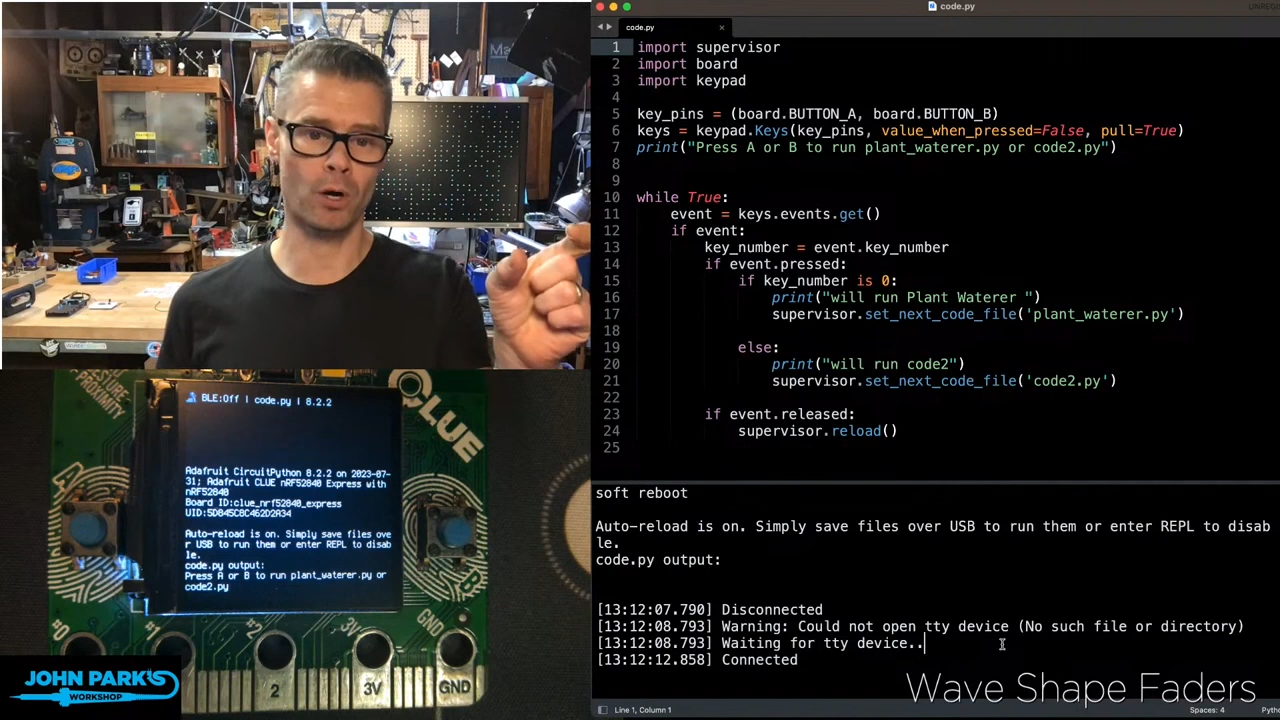 code.py
code.py
1 import supervisor
2 import board
3 import keypad
4
5 key_pins = (board.BUTTON_A, board.BUTTON_B)
6 keys = keypad.Keys(key_pins, value_when_pressed=False, pull=True)
7 print("Press A or B to run plant_waterer.py or code2.py")
8
9
10 while True:
11 event = keys.events.get()
12 if event:
13 key_number = event.key_number
14 if event.pressed:
15 if key_number is 0:
16 print("will run Plant Waterer ")
17 supervisor.set_next_code_file('plant_waterer.py')
18
19 else:
20 print("will run code2")
21 supervisor.set_next_code_file('code2.py')
22
23 if event.released:
24 supervisor.reload()
25
soft reboot
Auto-reload is on. Simply save files over USB to run them or enter REPL to disab
le.
code.py output:
[13:12:07.790] Disconnected
[13:12:08.793] Warning: Could not open tty device (No such file or directory)
[13:12:08.793] Waiting for tty device..
[13:12:12.858] Connected
Wave Shape Faders
Line 1, Column 1
Spaces: 4
PROXIMITY
CLUE
BLE:Off | code.py | 8.2.2
Adafruit CircuitPython 8.2.2 on 2023-07-
31; Adafruit CLUE nRF52840 Express with
nRF52840
Board ID:clue_nrf52840_express
UID:5D845C8C462D2A34
Auto-reload is on. Simply save files ove
r USB to run them or enter REPL to disab
le.
code.py output:
Press A or B to run plant_waterer.py or
code2.py
A
B
#0
#1
2
3V
3V
GND
GND
JOHN PARK'S
WORKSHOP